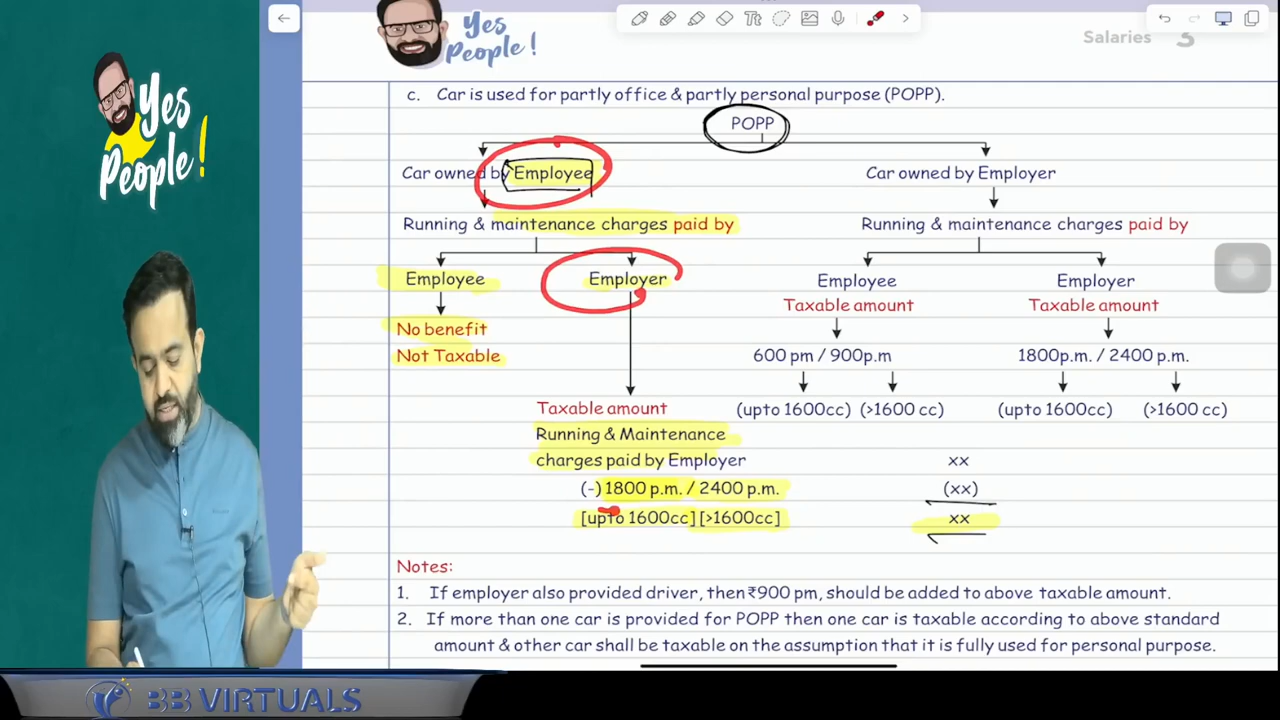 Yes
People !
Yes
People !
Tt
Salaries
3
c. Car is used for partly office & partly personal purpose (POPP).
POPP
Car owned by Employee
Car owned by Employer
Running & maintenance charges paid by
Running & maintenance charges paid by
Employee
Employer
Employee
Employer
Taxable amount
Taxable amount
No benefit
Not Taxable
600 pm / 900p.m
1800p.m. / 2400 p.m.
Taxable amount
(upto 1600cc) (>1600 cc)
(upto 1600cc) (>1600 cc)
Running & Maintenance
charges paid by Employer
xx
(-) 1800 p.m. / 2400 p.m.
(xx)
[upto 1600cc] [>1600cc]
xx
Notes:
1. If employer also provided driver, then ₹900 pm, should be added to above taxable amount.
2. If more than one car is provided for POPP then one car is taxable according to above standard
amount & other car shall be taxable on the assumption that it is fully used for personal purpose.
BB VIRTUALS